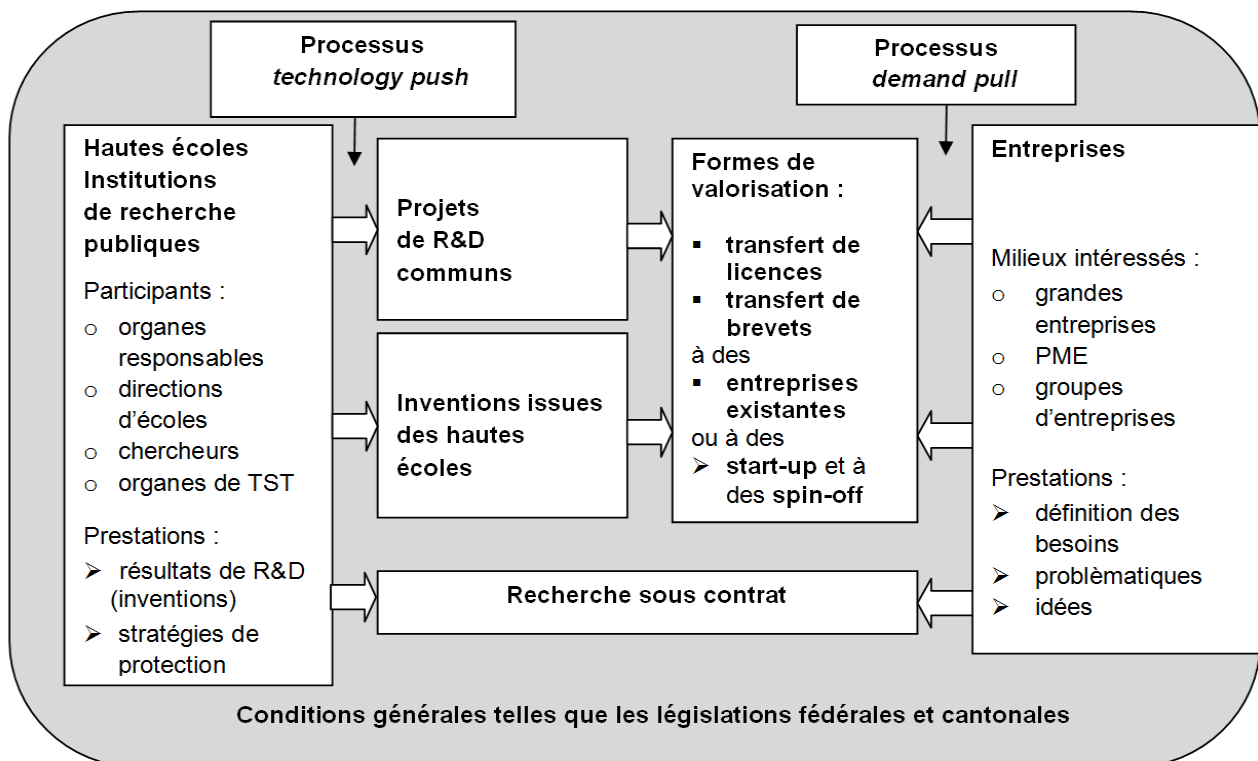 Processus
technology push
Processus
demand pull
Hautes écoles
Institutions
de recherche
publiques
Participants :
o organes
responsables
o directions
d'écoles
o chercheurs
o organes de TST
Prestations :
➢ résultats de R&D
(inventions)
➢ stratégies de
protection
Projets
de R&D
communs
Inventions issues
des hautes
écoles
Formes de
valorisation :
▪ transfert de
licences
▪ transfert de
brevets
à des
▪ entreprises
existantes
ou à des
➢ start-up et à
des spin-off
Entreprises
Milieux intéressés :
o grandes
entreprises
o PME
o groupes
d'entreprises
Prestations :
➢ définition des
besoins
➢ problèmatiques
➢ idées
Recherche sous contrat
Conditions générales telles que les législations fédérales et cantonales